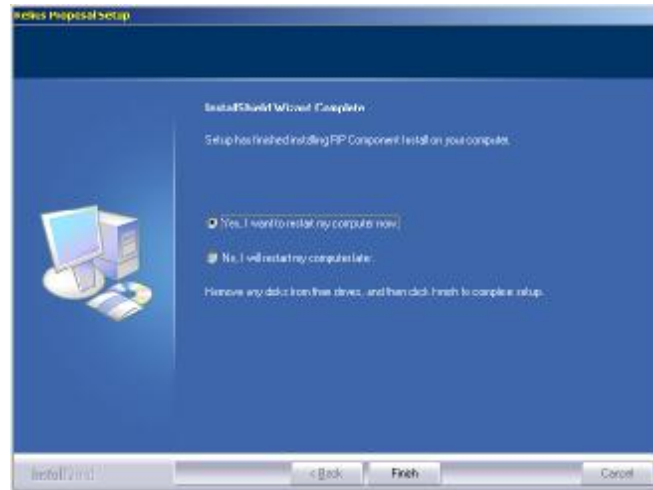 Relius Proposal Setup
InstallShield Wizard Complete
Setup has finished installing RP Component Install on your computer.
Yes, I want to restart my computer now.
No, I will restart my computer later.
Remove any disks from their drives, and then click Finish to complete setup.
< Back
Finish
Cancel